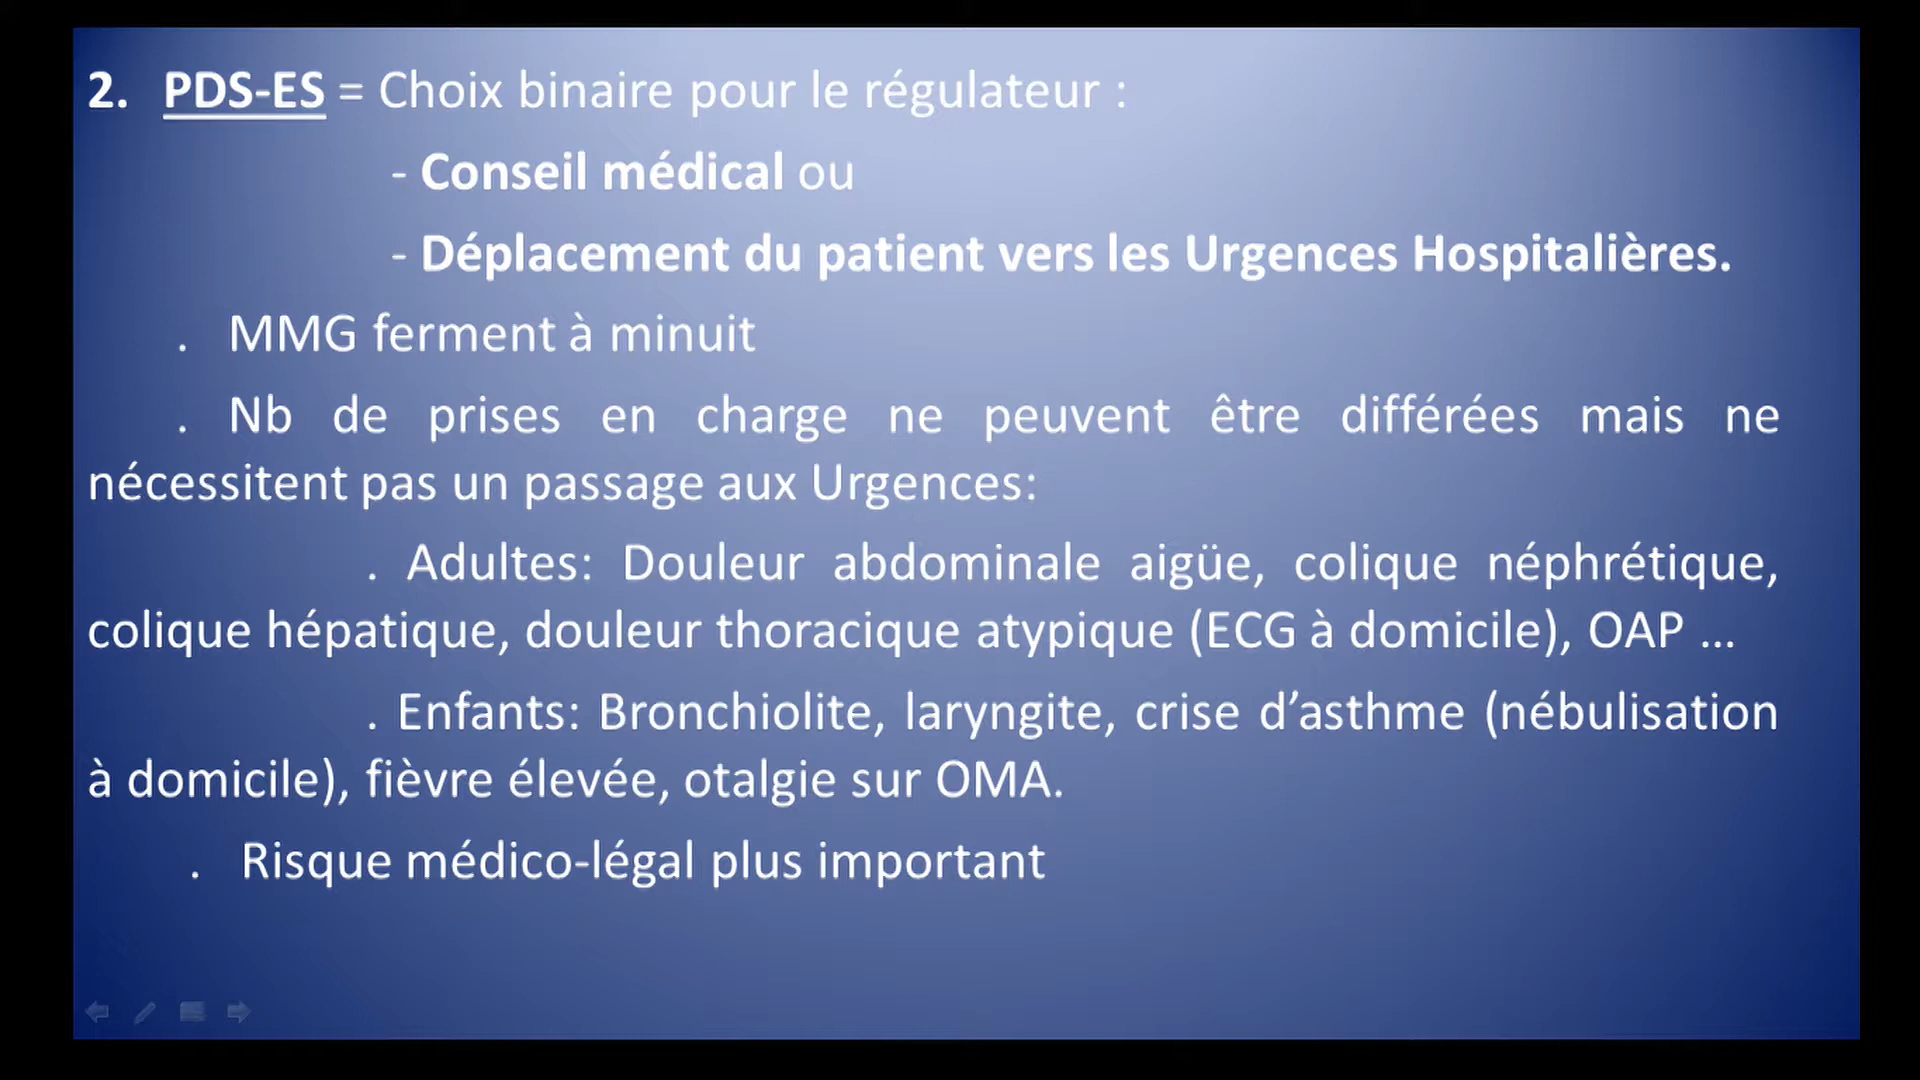 2. PDS-ES = Choix binaire pour le régulateur :
- Conseil médical ou
- Déplacement du patient vers les Urgences Hospitalières.
. MMG ferment à minuit
. Nb de prises en charge ne peuvent être différées mais ne
nécessitent pas un passage aux Urgences:
. Adultes: Douleur abdominale aigüe, colique néphrétique,
colique hépatique, douleur thoracique atypique (ECG à domicile), OAP ...
. Enfants: Bronchiolite, laryngite, crise d’asthme (nébulisation
à domicile), fièvre élevée, otalgie sur OMA.
. Risque médico-légal plus important